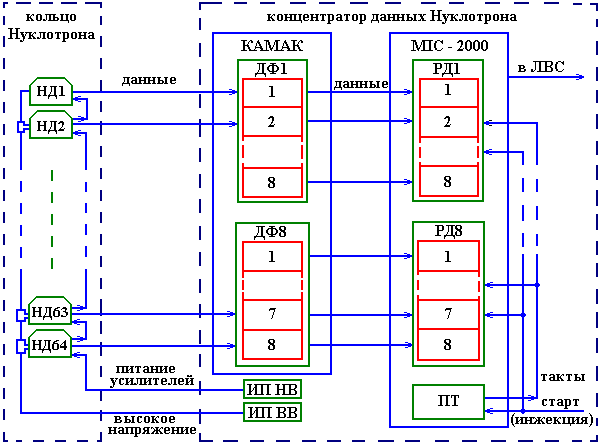 кольцо
Нуклотрона
концентратор данных Нуклотрона
КАМАК
MIC - 2000
в ЛВС
данные
данные
НД1
НД2
НД63
НД64
ДФ1
1
2
8
РД1
1
2
8
ДФ8
1
7
8
РД8
1
7
8
питание
усилителей
ИП НВ
высокое
напряжение
ИП ВВ
ПТ
такты
старт
(инжекция)